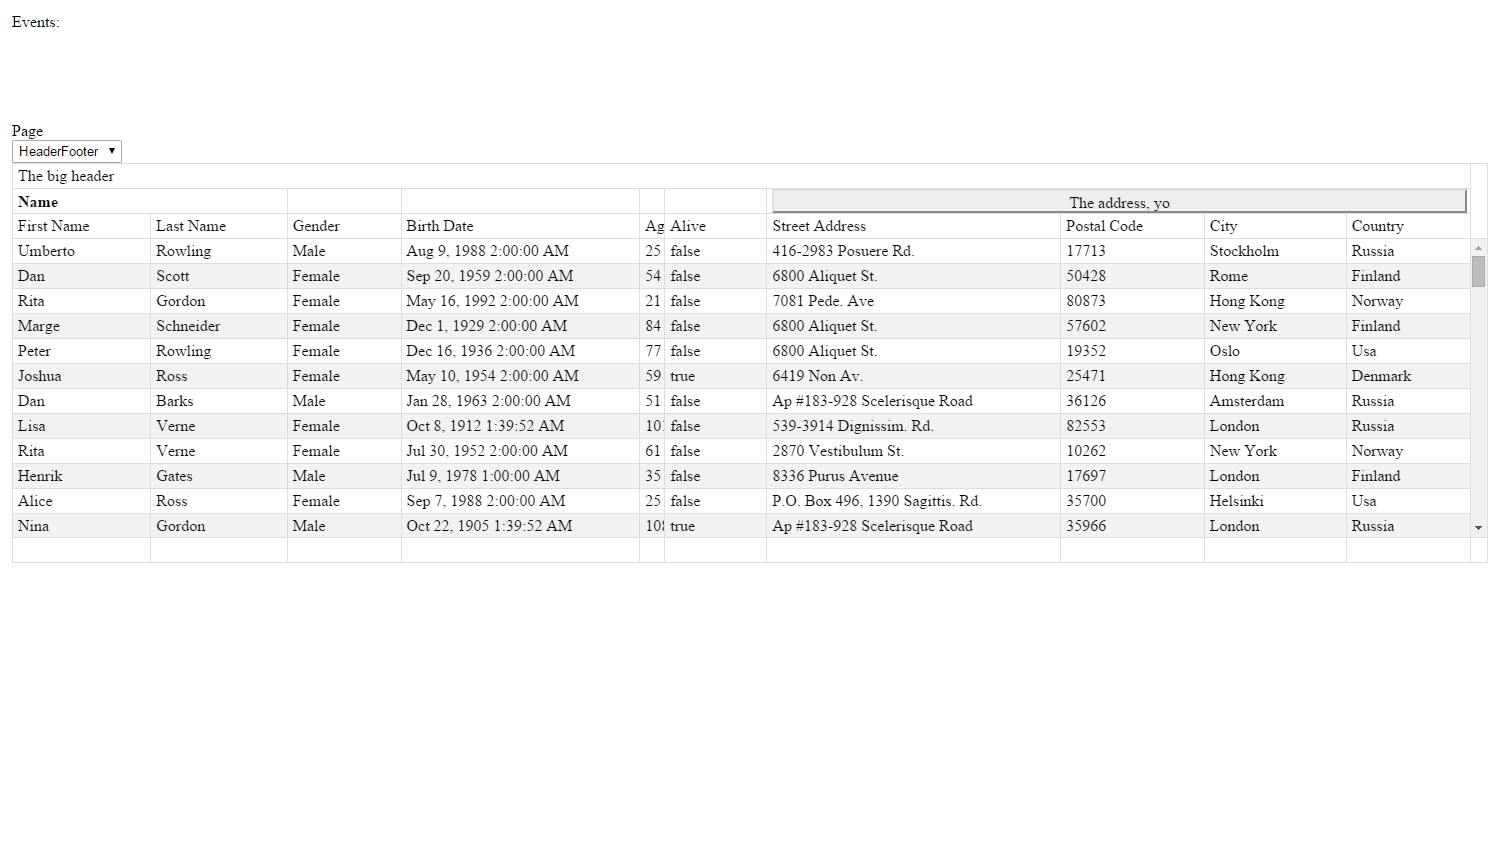 Events:
Page
HeaderFooter
The big header
Name The address, yo
First Name Last Name Gender Birth Date Ag Alive Street Address Postal Code City Country
Umberto Rowling Male Aug 9, 1988 2:00:00 AM 25 false 416-2983 Posuere Rd. 17713 Stockholm Russia
Dan Scott Female Sep 20, 1959 2:00:00 AM 54 false 6800 Aliquet St. 50428 Rome Finland
Rita Gordon Female May 16, 1992 2:00:00 AM 21 false 7081 Pede. Ave 80873 Hong Kong Norway
Marge Schneider Female Dec 1, 1929 2:00:00 AM 84 false 6800 Aliquet St. 57602 New York Finland
Peter Rowling Female Dec 16, 1936 2:00:00 AM 77 false 6800 Aliquet St. 19352 Oslo Usa
Joshua Ross Female May 10, 1954 2:00:00 AM 59 true 6419 Non Av. 25471 Hong Kong Denmark
Dan Barks Male Jan 28, 1963 2:00:00 AM 51 false Ap #183-928 Scelerisque Road 36126 Amsterdam Russia
Lisa Verne Female Oct 8, 1912 1:39:52 AM 10 false 539-3914 Dignissim. Rd. 82553 London Russia
Rita Verne Female Jul 30, 1952 2:00:00 AM 61 false 2870 Vestibulum St. 10262 New York Norway
Henrik Gates Male Jul 9, 1978 1:00:00 AM 35 false 8336 Purus Avenue 17697 London Finland
Alice Ross Female Sep 7, 1988 2:00:00 AM 25 false P.O. Box 496, 1390 Sagittis. Rd. 35700 Helsinki Usa
Nina Gordon Male Oct 22, 1905 1:39:52 AM 108 true Ap #183-928 Scelerisque Road 35966 London Russia